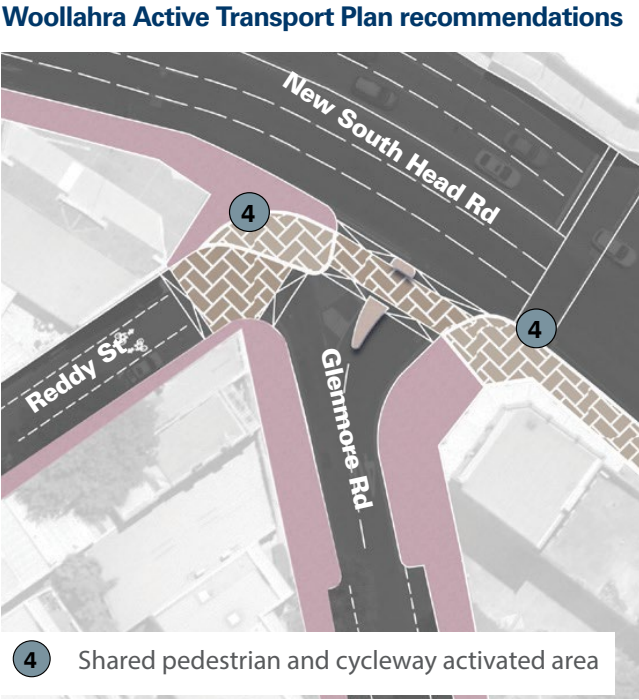 Woollahra Active Transport Plan recommendations
New South Head Rd
4
4
Reddy St
Glenmore Rd
4 Shared pedestrian and cycleway activated area